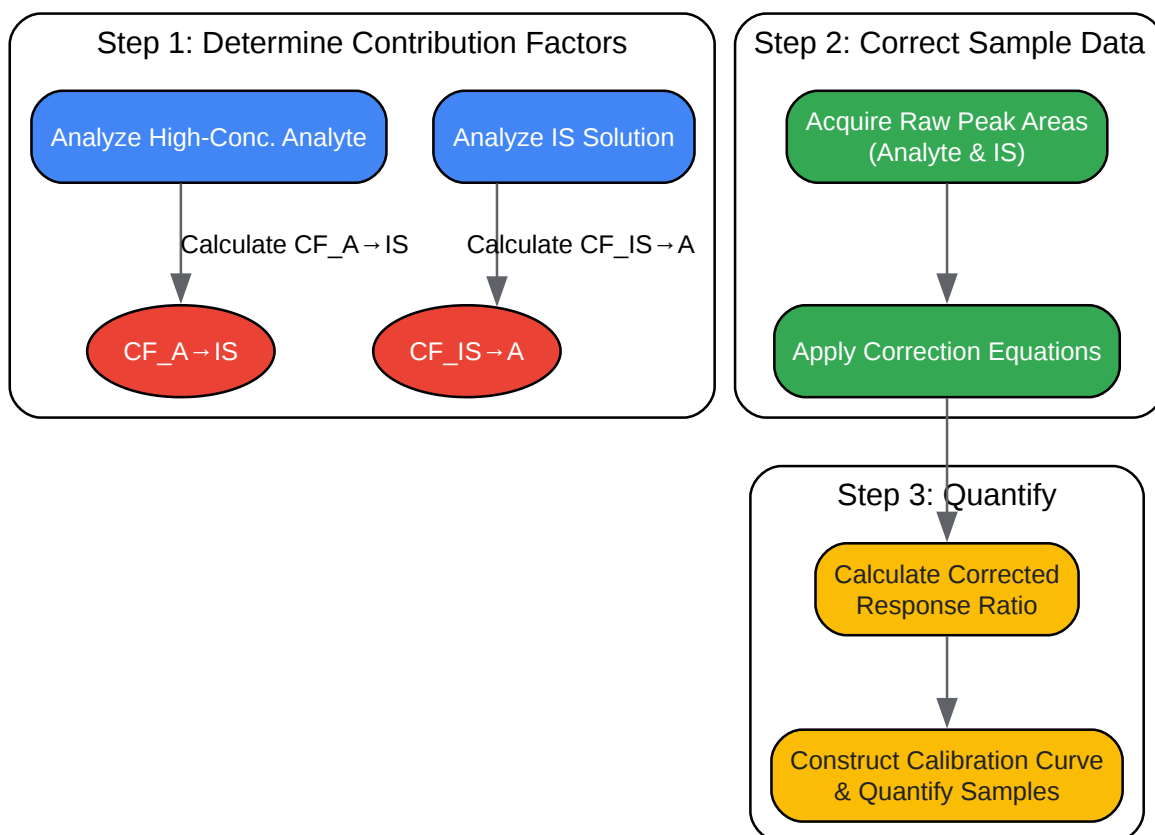 Step 1: Determine Contribution Factors
Analyze High-Conc. Analyte
Analyze IS Solution
Calculate CF_A→IS
Calculate CF_IS→A
CF_A→IS
CF_IS→A
Step 2: Correct Sample Data
Acquire Raw Peak Areas
(Analyte & IS)
Apply Correction Equations
Step 3: Quantify
Calculate Corrected
Response Ratio
Construct Calibration Curve
& Quantify Samples